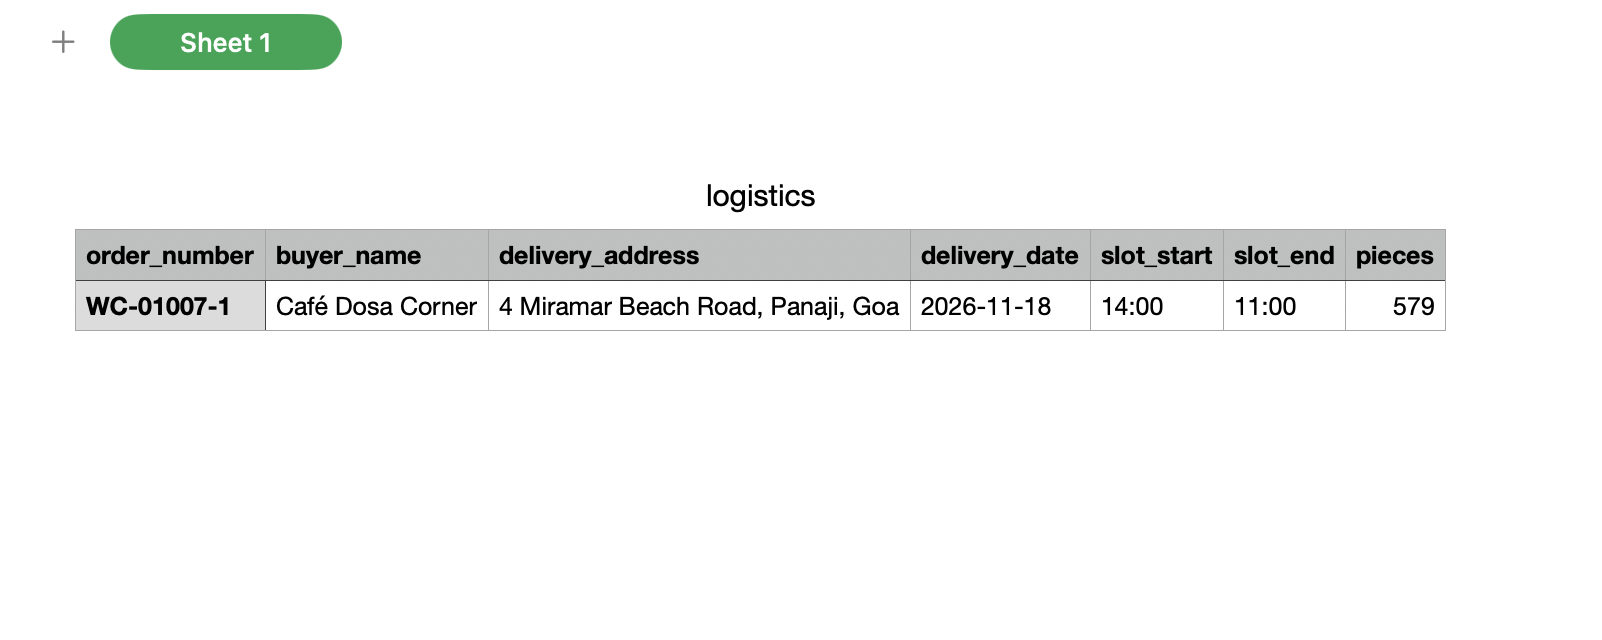 Sheet 1
logistics
order_number buyer_name delivery_address delivery_date slot_start slot_end pieces
WC-01007-1 Café Dosa Corner 4 Miramar Beach Road, Panaji, Goa 2026-11-18 14:00 11:00 579